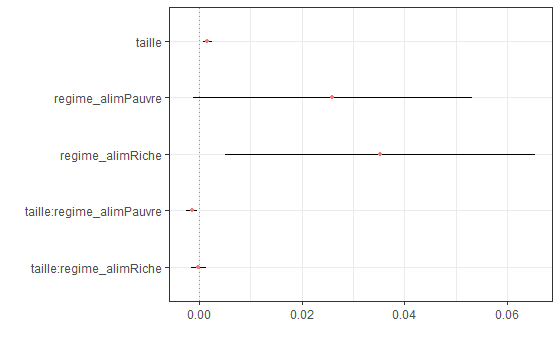 taille
regime_alimPauvre
regime_alimRiche
taille:regime_alimPauvre
taille:regime_alimRiche
0.00 0.02 0.04 0.06